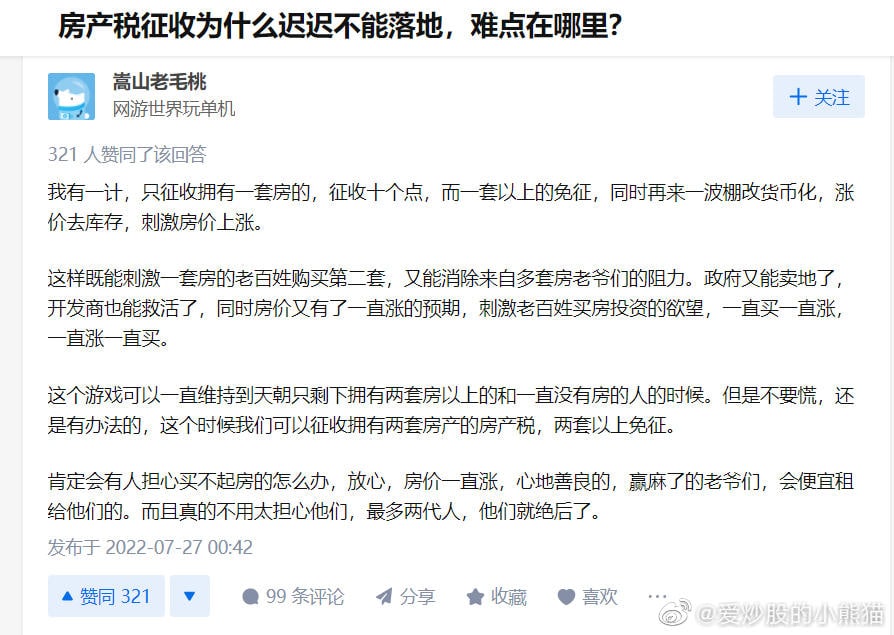 房产税征收为什么迟迟不能落地，难点在哪里？
嵩山老毛桃
网游世界玩单机
+ 关注
321 人赞同了该回答
我有一计，只征收拥有一套房的，征收十个点，而一套以上的免征，同时再来一波棚改货币化，涨
价去库存，刺激房价上涨。
这样既能刺激一套房的老百姓购买第二套，又能消除来自多套房老爷们的阻力。政府又能卖地了，
开发商也能救活了，同时房价又有了一直涨的预期，刺激老百姓买房投资的欲望，一直买一直涨，
一直涨一直买。
这个游戏可以一直维持到天朝只剩下拥有两套房以上的和一直没有房的人的时候。但是不要慌，还
是有办法的，这个时候我们可以征收拥有两套房产的房产税，两套以上免征。
肯定会有人担心买不起房的怎么办，放心，房价一直涨，心地善良的，赢麻了的老爷们，会便宜租
给他们的。而且真的不用太担心他们，最多两代人，他们就绝后了。
发布于 2022-07-27 00:42
赞同 321
99 条评论
分享
收藏
喜欢
···
@爱炒股的小熊猫